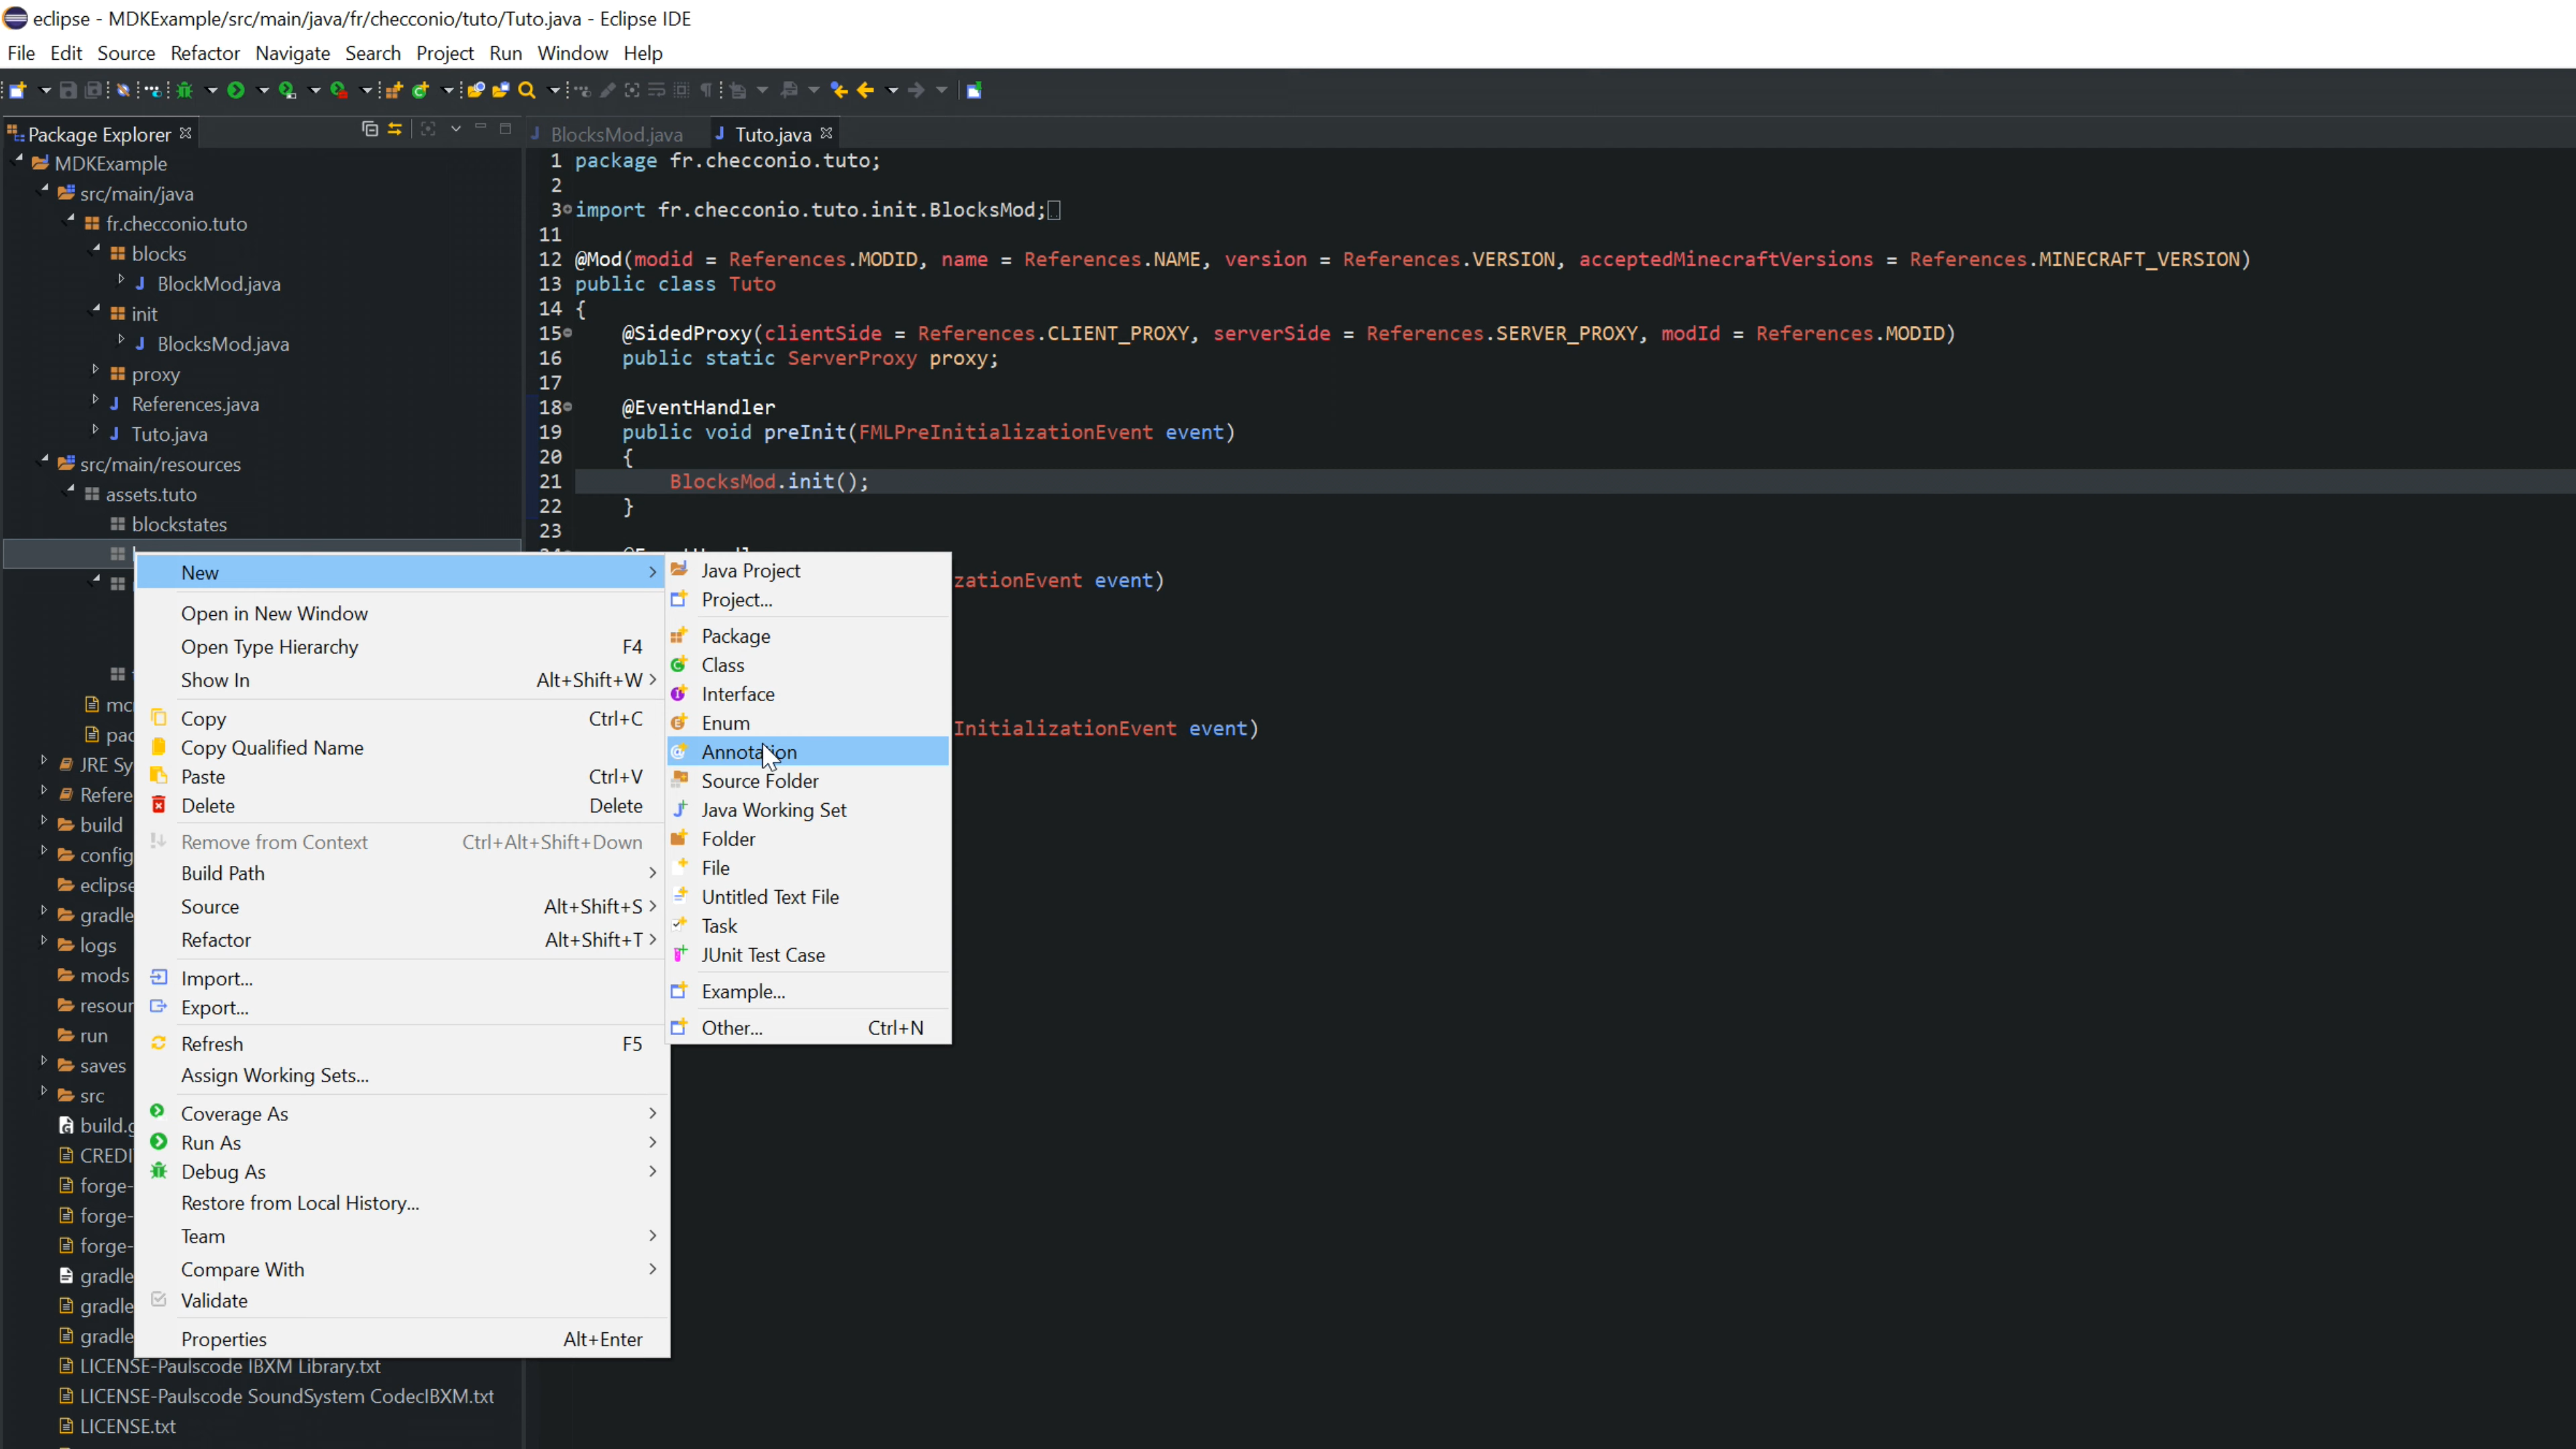 eclipse - MDKExample/src/main/java/fr/checconio/tuto/Tuto.java - Eclipse IDE
File Edit Source Refactor Navigate Search Project Run Window Help
Package Explorer
MDKExample
src/main/java
fr.checconio.tuto
blocks
BlockMod.java
init
BlocksMod.java
proxy
References.java
Tuto.java
src/main/resources
assets.tuto
blockstates
JRE Sy
Refere
build
config
eclipse
gradle
logs
mods
resour
run
saves
src
build.g
CREDI
forge-
forge-
forge-
gradle
gradle
gradle
LICENSE-Paulscode IBXM Library.txt
LICENSE-Paulscode SoundSystem CodecIBXM.txt
LICENSE.txt
BlocksMod.java Tuto.java
1 package fr.checconio.tuto;
2
3 import fr.checconio.tuto.init.BlocksMod;
11
12 @Mod(modid = References.MODID, name = References.NAME, version = References.VERSION, acceptedMinecraftVersions = References.MINECRAFT_VERSION)
13 public class Tuto
14 {
15 @SidedProxy(clientSide = References.CLIENT_PROXY, serverSide = References.SERVER_PROXY, modId = References.MODID)
16 public static ServerProxy proxy;
17
18 @EventHandler
19 public void preInit(FMLPreInitializationEvent event)
20 {
21 BlocksMod.init();
22 }
23
zationEvent event)
InitializationEvent event)
New
Open in New Window
Open Type Hierarchy F4
Show In Alt+Shift+W
Copy Ctrl+C
Copy Qualified Name
Paste Ctrl+V
Delete Delete
Remove from Context Ctrl+Alt+Shift+Down
Build Path
Source Alt+Shift+S
Refactor Alt+Shift+T
Import...
Export...
Refresh F5
Assign Working Sets...
Coverage As
Run As
Debug As
Restore from Local History...
Team
Compare With
Validate
Properties Alt+Enter
Java Project
Project...
Package
Class
Interface
Enum
Annotation
Source Folder
Java Working Set
Folder
File
Untitled Text File
Task
JUnit Test Case
Example...
Other... Ctrl+N